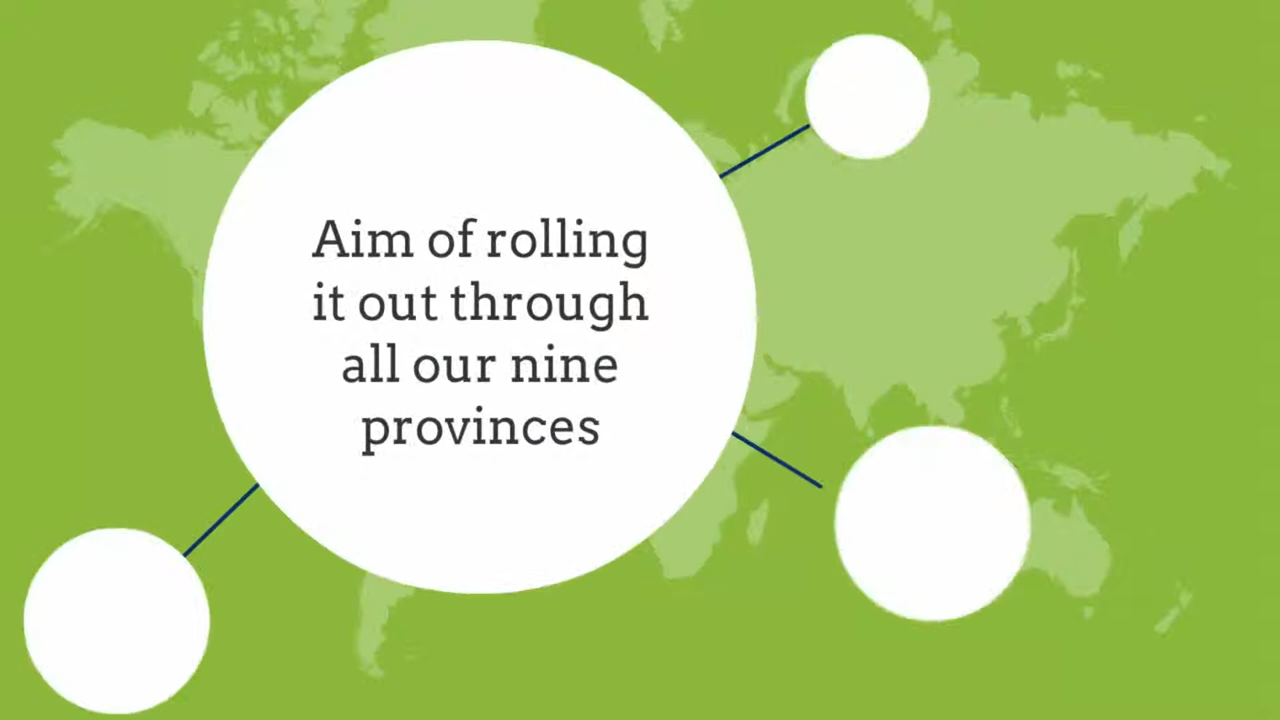 Aim of rolling
it out through
all our nine
provinces